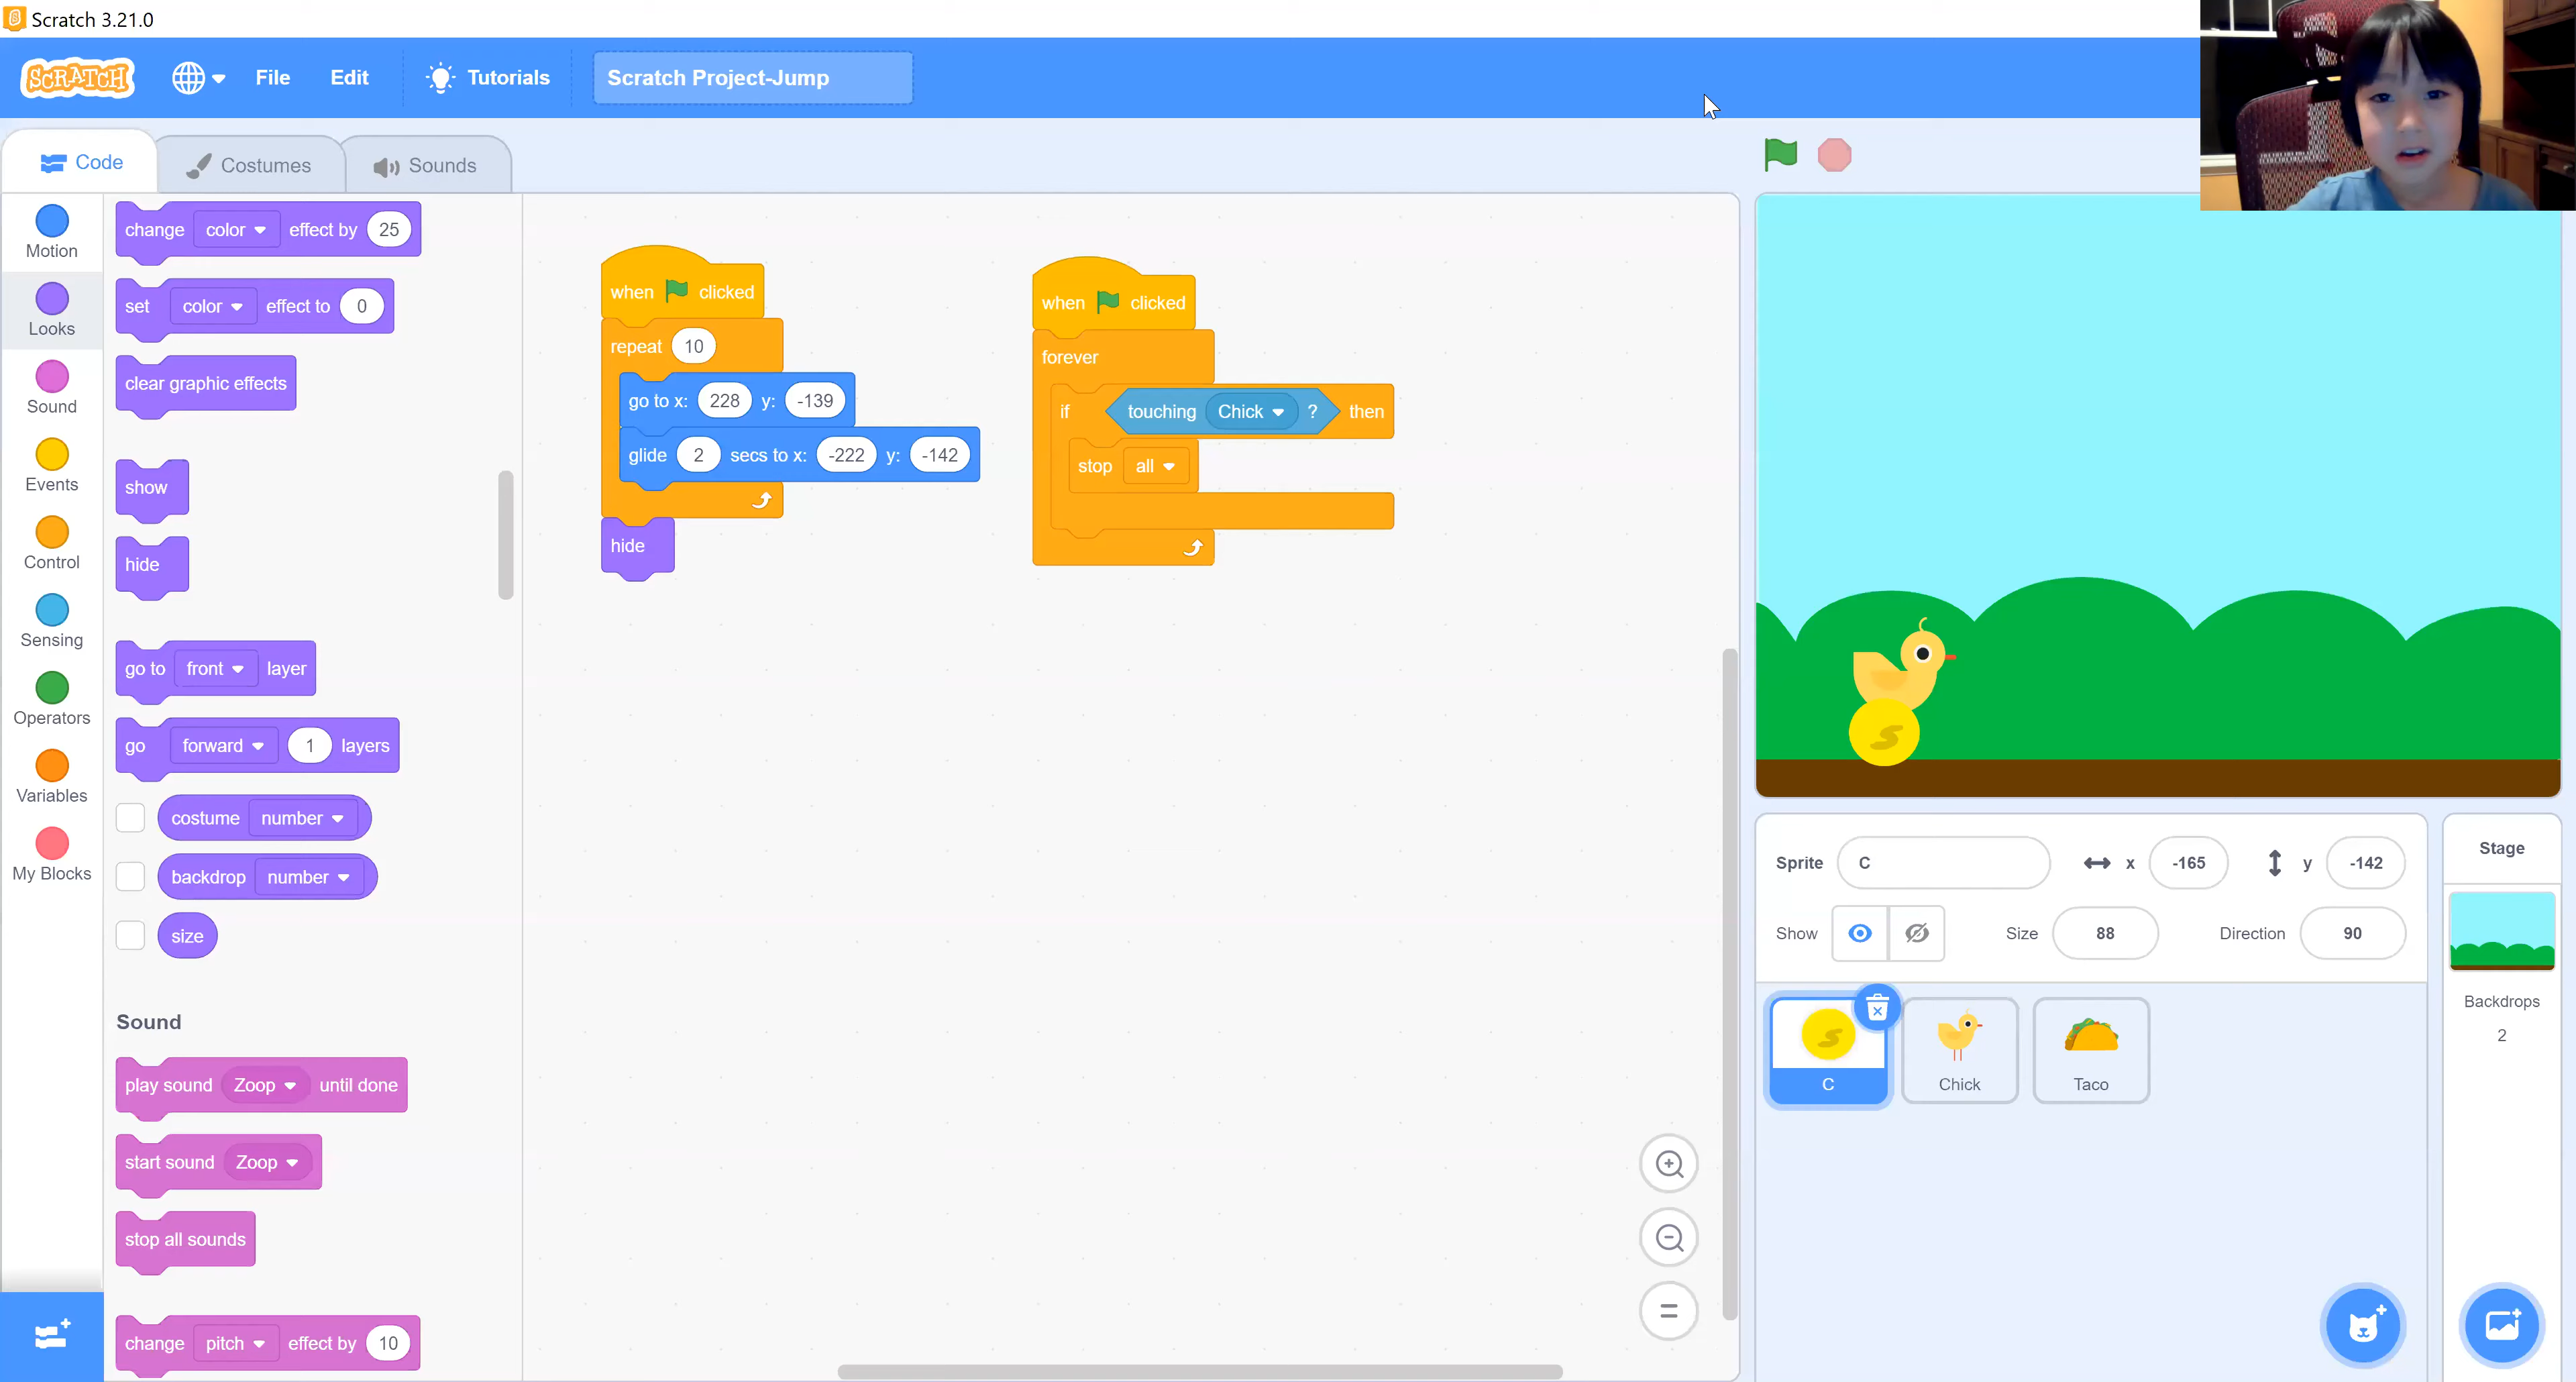 Scratch 3.21.0
SCRATCH File Edit Tutorials Scratch Project-Jump
Code Costumes Sounds
Motion
Looks
Sound
Events
Control
Sensing
Operators
Variables
My Blocks
change color effect by 25
set color effect to 0
clear graphic effects
show
hide
go to front layer
go forward 1 layers
costume number
backdrop number
size
Sound
play sound Zoop until done
start sound Zoop
stop all sounds
change pitch effect by 10
when clicked
repeat 10
go to x: 228 y: -139
glide 2 secs to x: -222 y: -142
hide
when clicked
forever
if touching Chick ? then
stop all
Sprite C x -165 y -142
Show Size 88 Direction 90
C
Chick
Taco
Stage
Backdrops
2